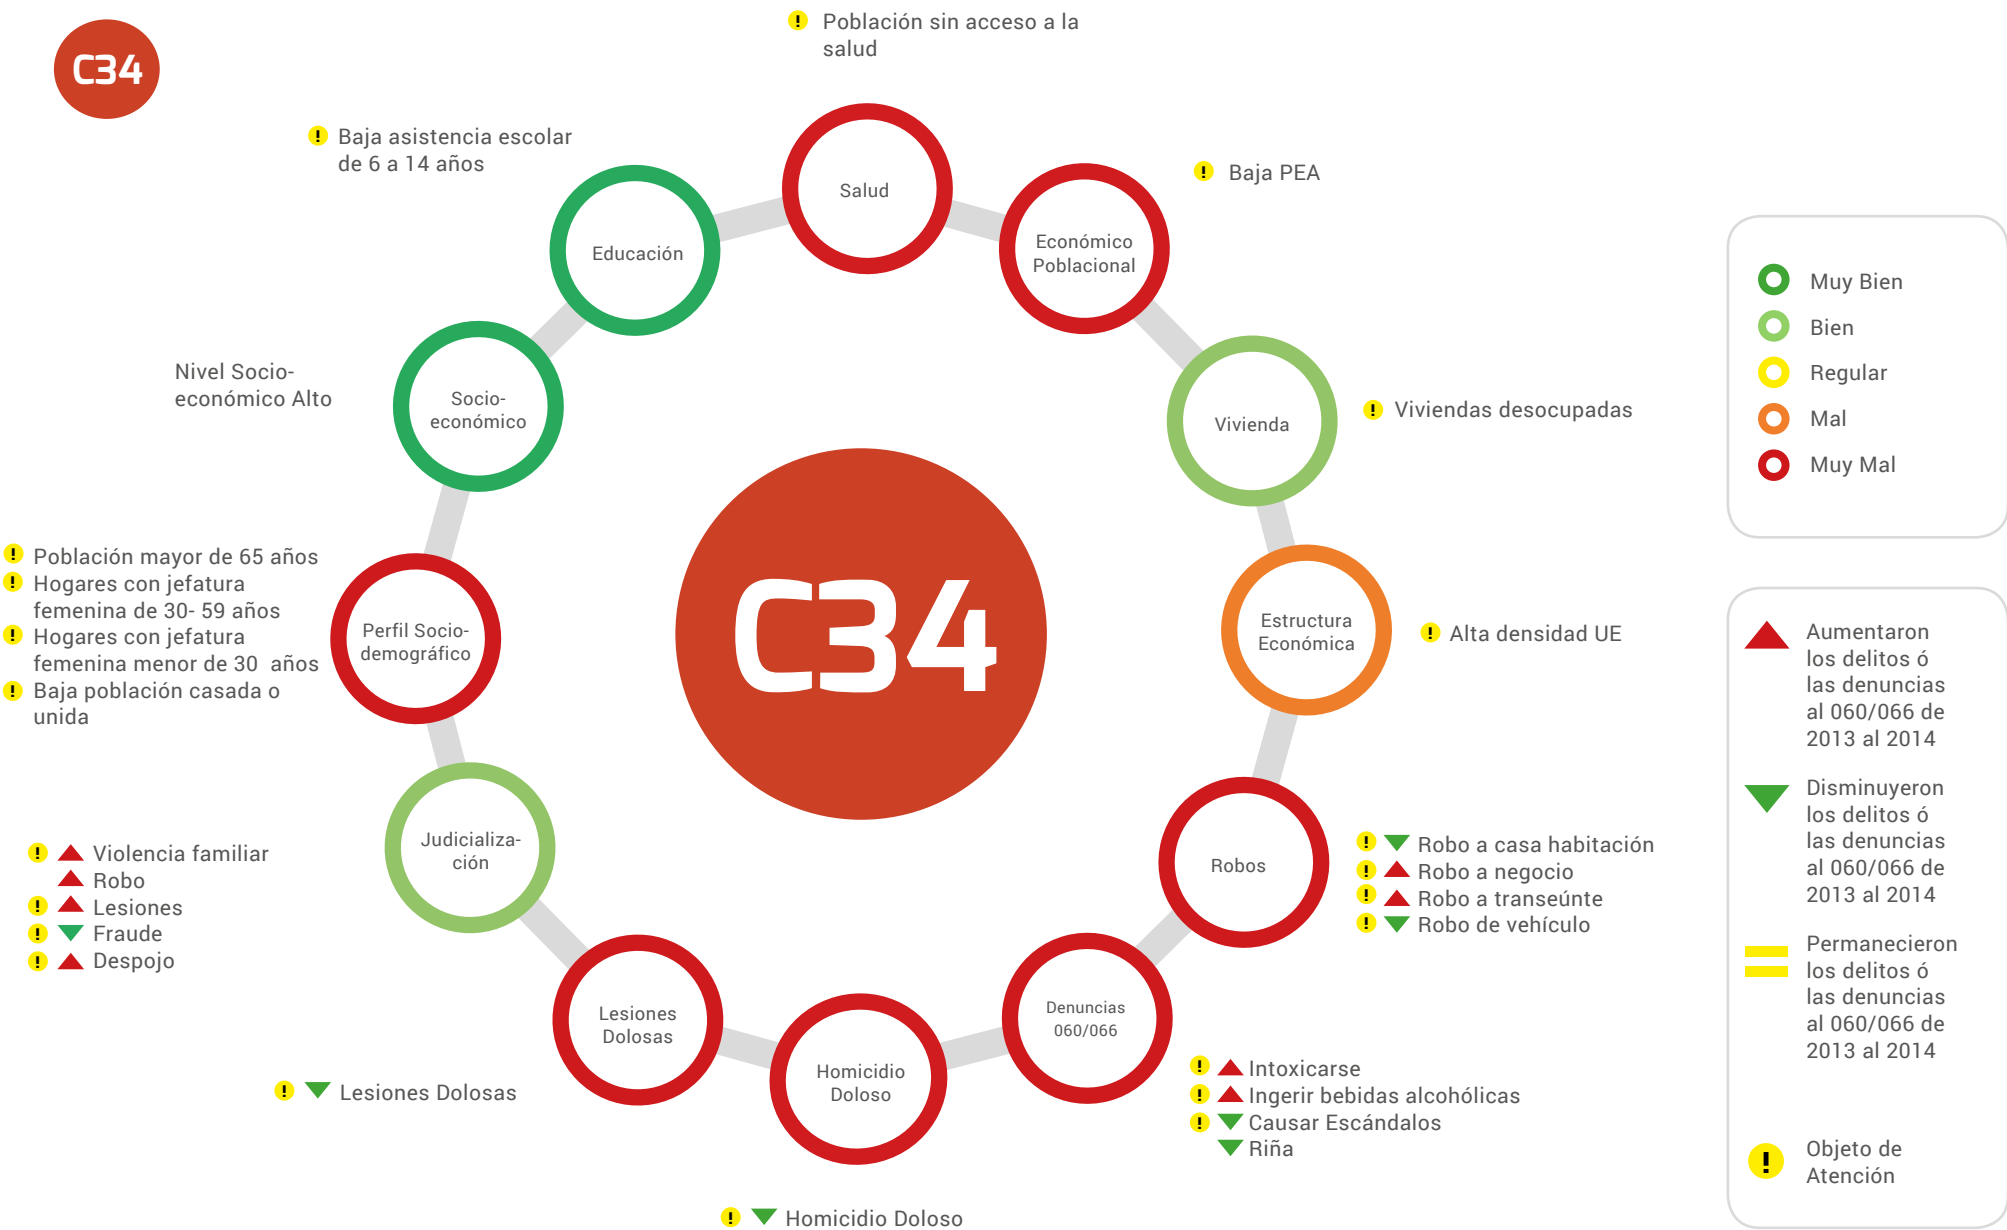 C34
Población sin acceso a la
salud
Baja asistencia escolar
de 6 a 14 años
Salud
Baja PEA
Económico
Poblacional
Educación
Nivel Socio-
económico Alto
Socio-
económico
Vivienda
Viviendas desocupadas
Población mayor de 65 años
Hogares con jefatura
femenina de 30- 59 años
Hogares con jefatura
femenina menor de 30 años
Baja población casada o
unida
Perfil Socio-
demográfico
C34
Estructura
Económica
Alta densidad UE
Judicializa-
ción
Violencia familiar
Robo
Lesiones
Fraude
Despojo
Robos
Robo a casa habitación
Robo a negocio
Robo a transeúnte
Robo de vehículo
Lesiones
Dolosas
Lesiones Dolosas
Homicidio
Doloso
Homicidio Doloso
Denuncias
060/066
Intoxicarse
Ingerir bebidas alcohólicas
Causar Escándalos
Riña
Muy Bien
Bien
Regular
Mal
Muy Mal
Aumentaron
los delitos ó
las denuncias
al 060/066 de
2013 al 2014
Disminuyeron
los delitos ó
las denuncias
al 060/066 de
2013 al 2014
Permanecieron
los delitos ó
las denuncias
al 060/066 de
2013 al 2014
Objeto de
Atención